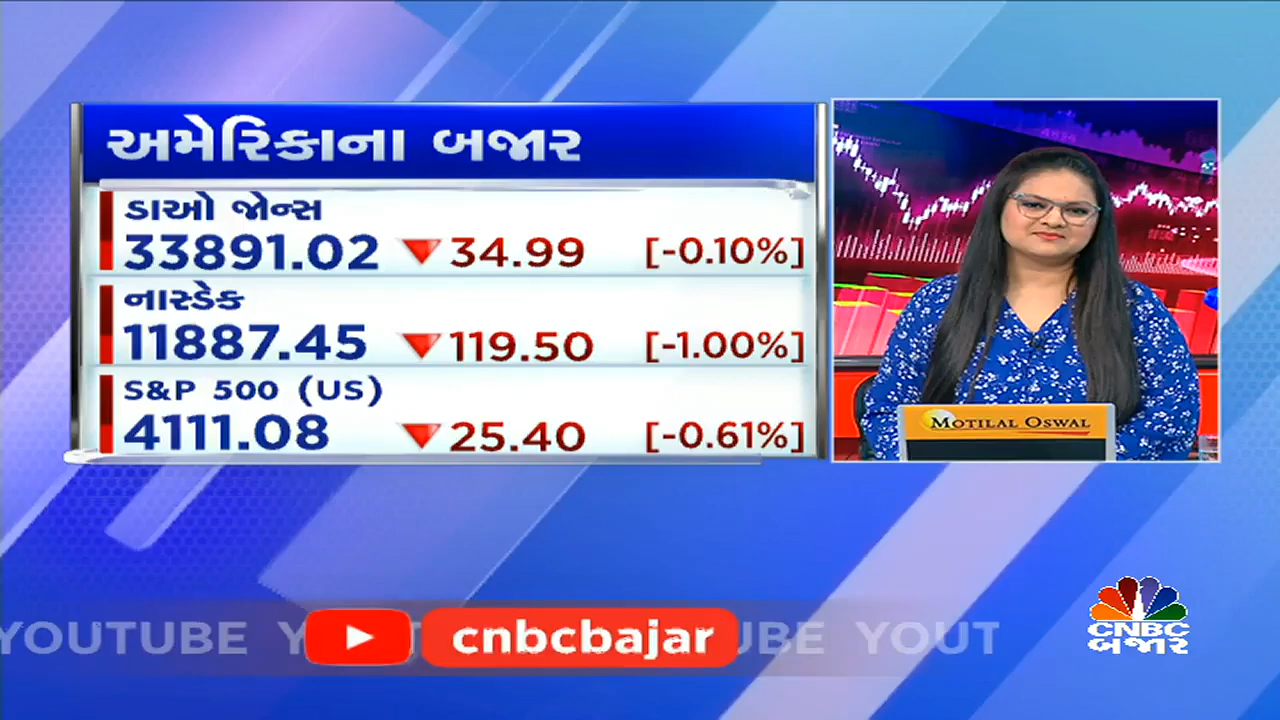 અમેરિકાના બજાર
ડાઓ જોન્સ
33891.02 ▼34.99 [-0.10%]
નાસ્ડેક
11887.45 ▼119.50 [-1.00%]
S&P 500 (US)
4111.08 ▼25.40 [-0.61%]
MOTILAL OSWAL
YOUTUBE YOUT cnbcbajar UBE YOUT
CNBC
બજાર